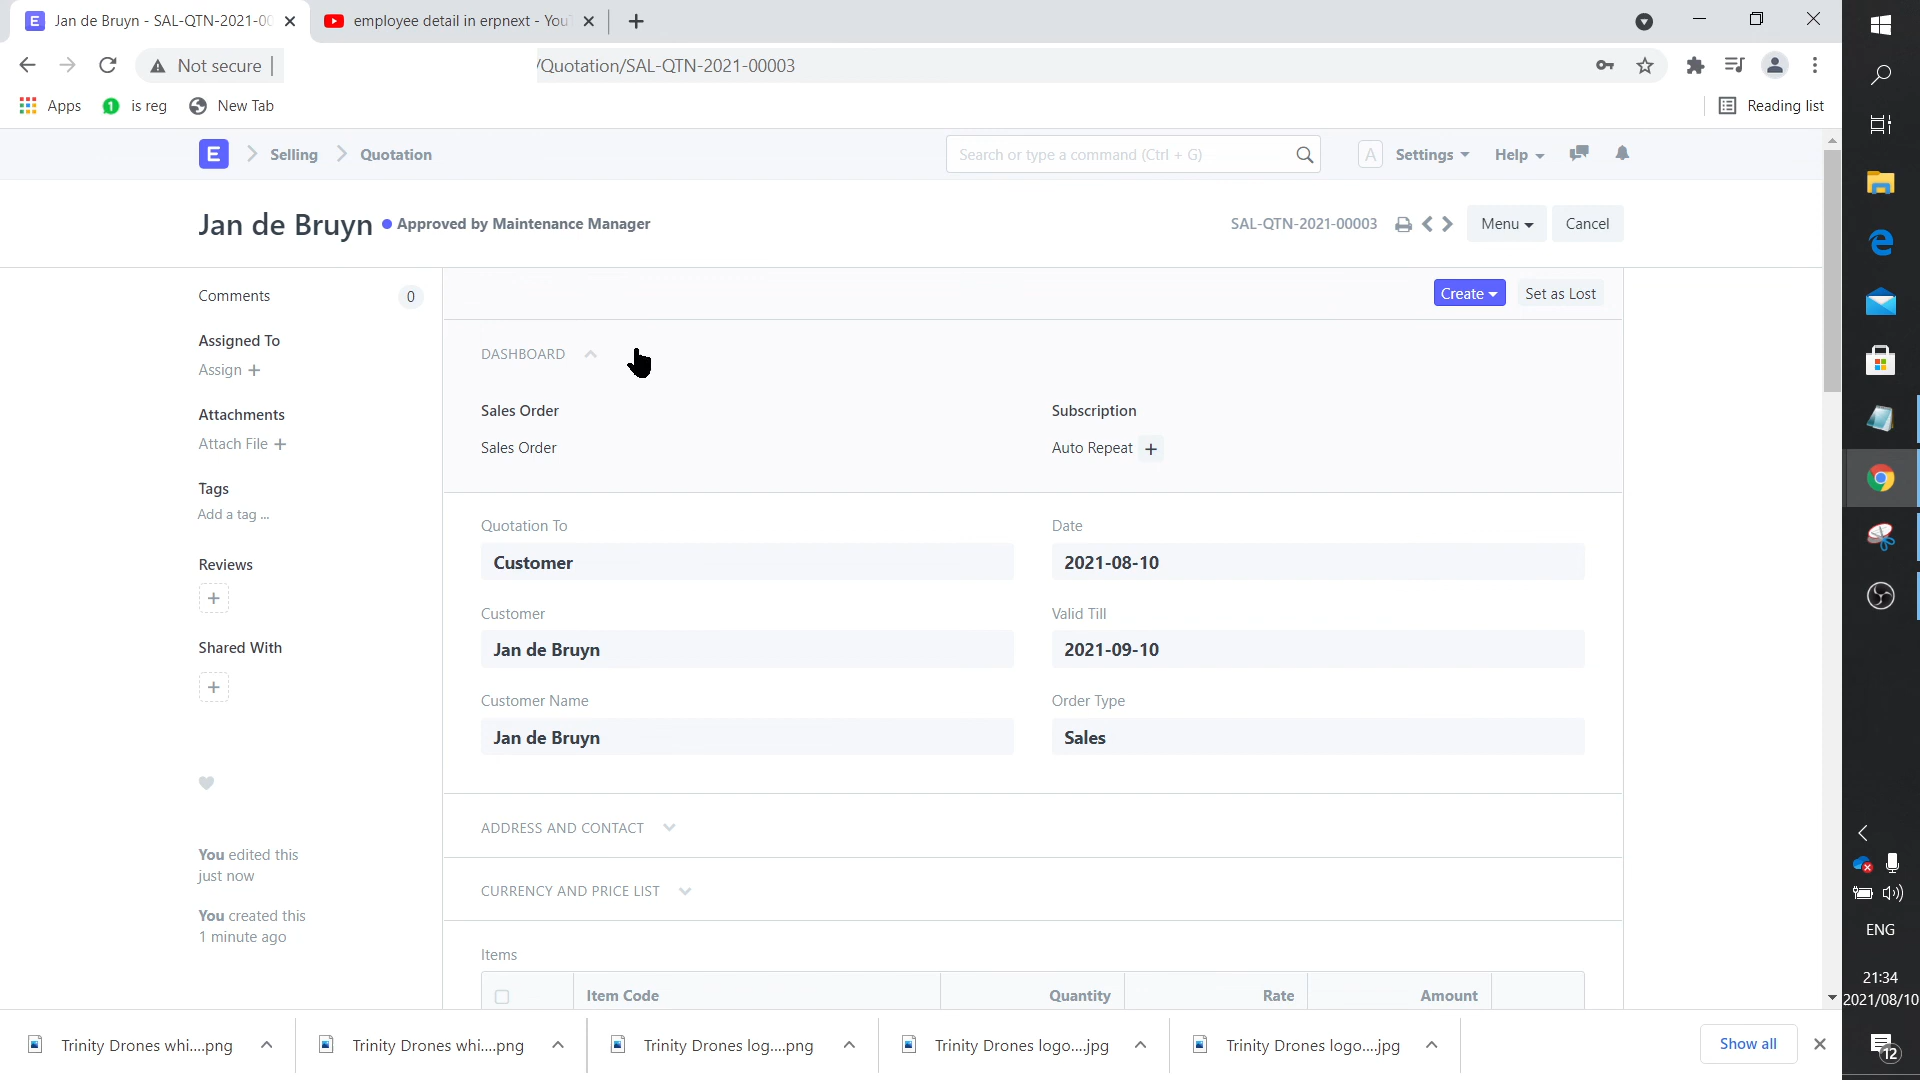 Jan de Bruyn - SAL-QTN-2021-00
employee detail in erpnext - You
Not secure
/Quotation/SAL-QTN-2021-00003
Apps
is reg
New Tab
Reading list
E
Selling
Quotation
Search or type a command (Ctrl + G)
A
Settings
Help
Jan de Bruyn
Approved by Maintenance Manager
SAL-QTN-2021-00003
Menu
Cancel
Comments
0
Create
Set as Lost
Assigned To
Assign +
DASHBOARD
Attachments
Attach File +
Sales Order
Subscription
Sales Order
Auto Repeat +
Tags
Add a tag ...
Quotation To
Date
Customer
2021-08-10
Reviews
+
Customer
Valid Till
Jan de Bruyn
2021-09-10
Shared With
+
Customer Name
Order Type
Jan de Bruyn
Sales
ADDRESS AND CONTACT
You edited this
just now
CURRENCY AND PRICE LIST
You created this
1 minute ago
Items
Item Code
Quantity
Rate
Amount
Trinity Drones whi....png
Trinity Drones whi....png
Trinity Drones log....png
Trinity Drones logo....jpg
Trinity Drones logo....jpg
Show all
ENG
21:34
2021/08/10
12